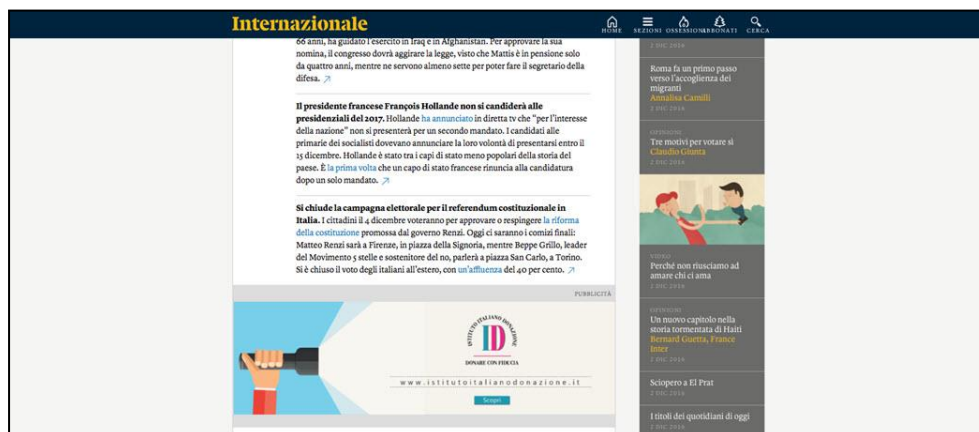 Internazionale
HOME
SEZIONI
OSSESSIONI
ABBONATI
CERCA
66 anni, ha guidato l'esercito in Iraq e in Afghanistan. Per approvare la sua
nomina, il congresso dovrà aggirare la legge, visto che Mattis è in pensione solo
da quattro anni, mentre ne servono almeno sette per poter fare il segretario della
difesa. ↗
Il presidente francese François Hollande non si candiderà alle
presidenziali del 2017. Hollande ha annunciato in diretta tv che “per l'interesse
della nazione” non si presenterà per un secondo mandato. I candidati alle
primarie dei socialisti dovevano annunciare la loro volontà di presentarsi entro il
15 dicembre. Hollande è stato tra i capi di stato meno popolari della storia del
paese. È la prima volta che un capo di stato francese rinuncia alla candidatura
dopo un solo mandato. ↗
Si chiude la campagna elettorale per il referendum costituzionale in
Italia. I cittadini il 4 dicembre voteranno per approvare o respingere la riforma
della costituzione promossa dal governo Renzi. Oggi ci saranno i comizi finali:
Matteo Renzi sarà a Firenze, in piazza della Signoria, mentre Beppe Grillo, leader
del Movimento 5 stelle e sostenitore del no, parlerà a piazza San Carlo, a Torino.
Si è chiuso il voto degli italiani all'estero, con un'affluenza del 40 per cento. ↗
PUBBLICITÀ
ISTITUTO ITALIANO DONAZIONE
ID
DONARE CON FIDUCIA
www.istitutoitalianodonazione.it
Scopri
2 DIC 2016
Roma fa un primo passo
verso l'accoglienza dei
migranti
Annalisa Camilli
2 DIC 2016
OPINIONI
Tre motivi per votare sì
Claudio Giunta
2 DIC 2016
VIDEO
Perché non riusciamo ad
amare chi ci ama
2 DIC 2016
OPINIONI
Un nuovo capitolo nella
storia tormentata di Haiti
Bernard Guetta, France
Inter
2 DIC 2016
Sciopero a El Prat
2 DIC 2016
I titoli dei quotidiani di oggi
2 DIC 2016